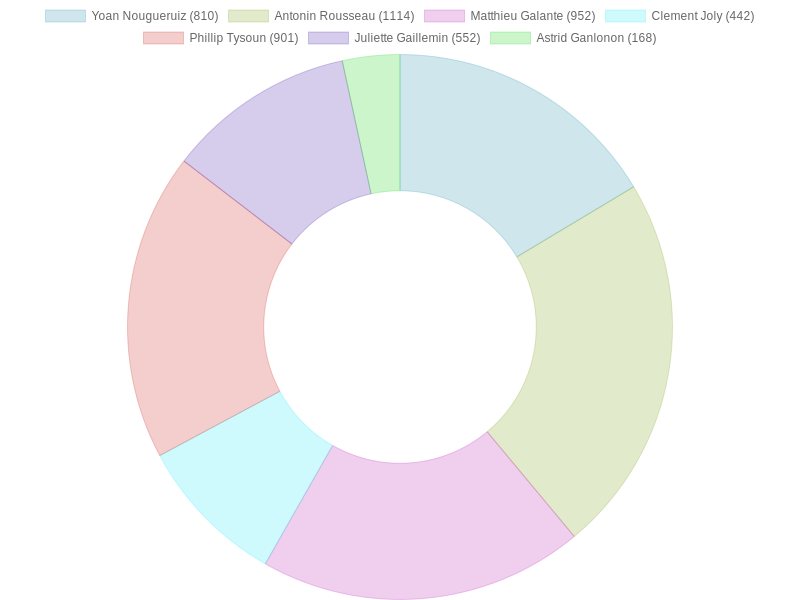 Yoan Nougueruiz (810) Antonin Rousseau (1114) Matthieu Galante (952) Clement Joly (442)
Phillip Tysoun (901) Juliette Gaillemin (552) Astrid Ganlonon (168)